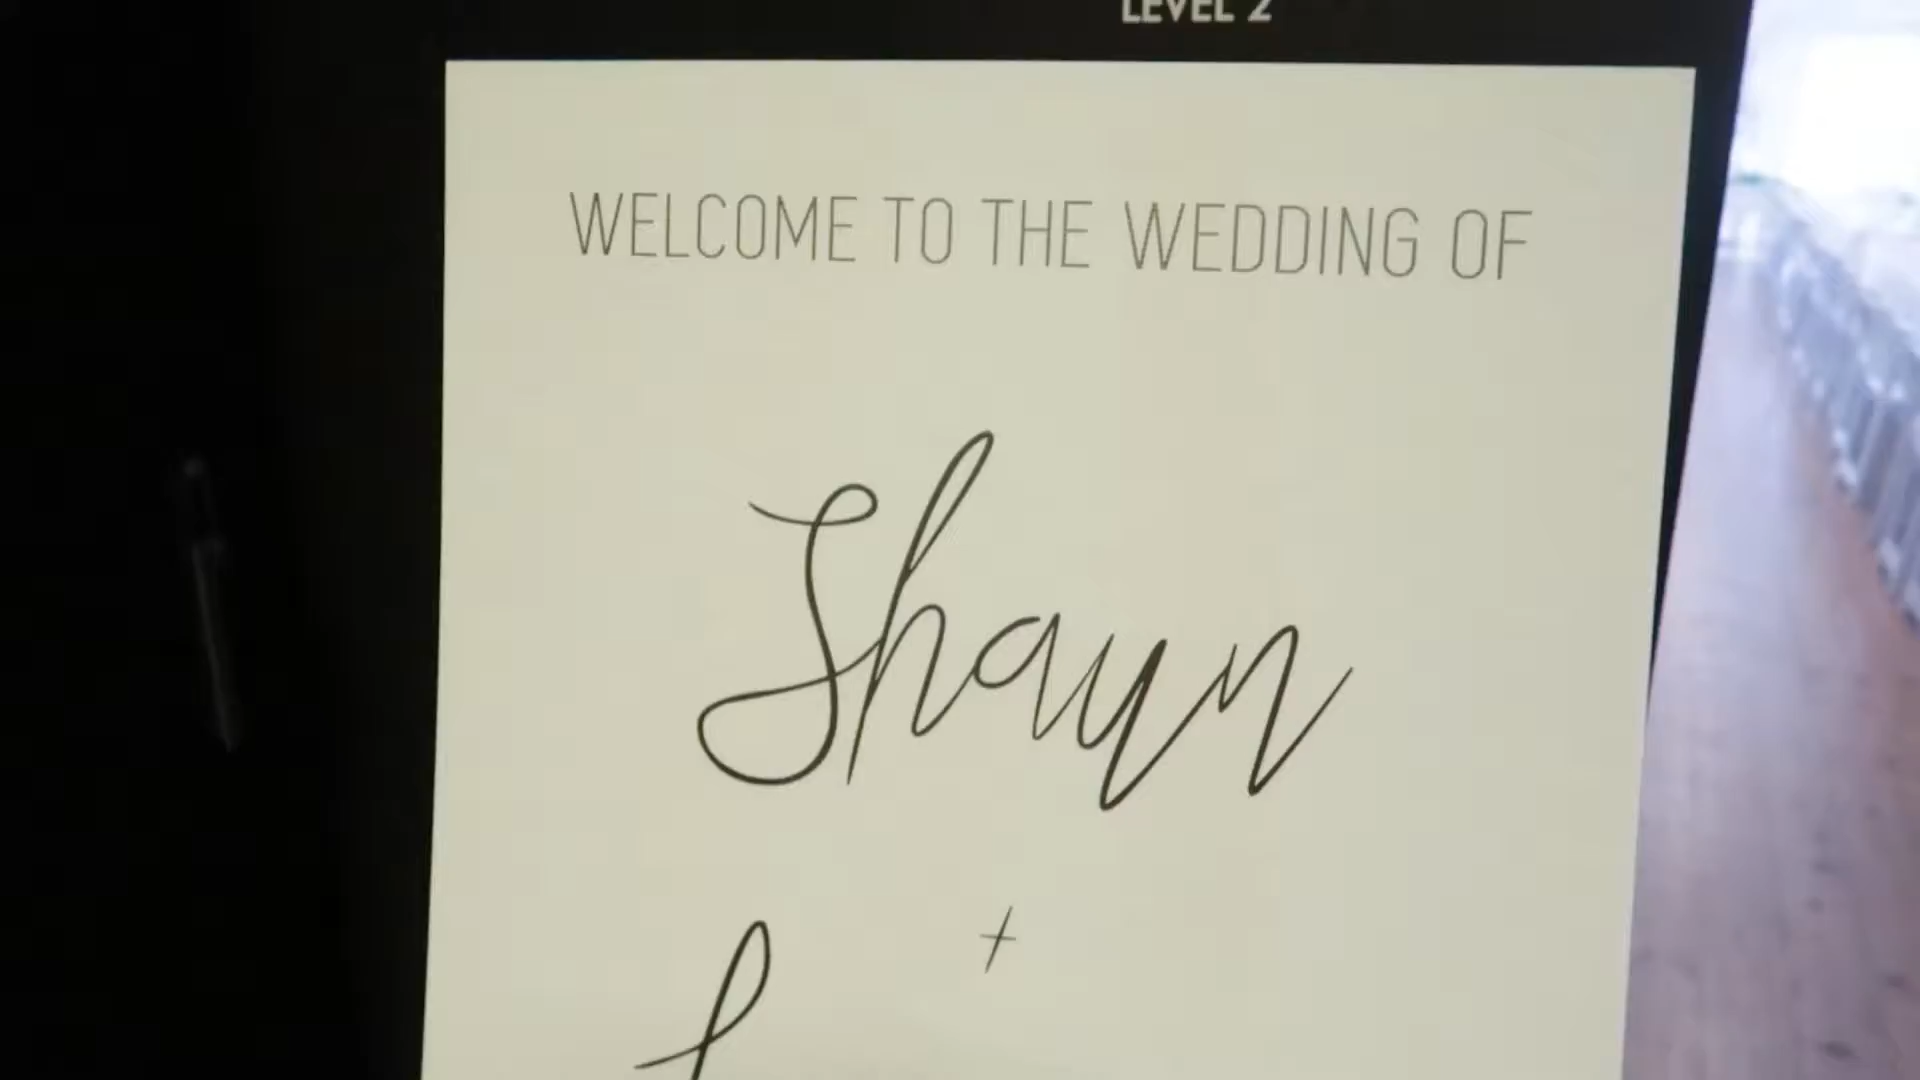 LEVEL 2
WELCOME TO THE WEDDING OF
Shaun
+